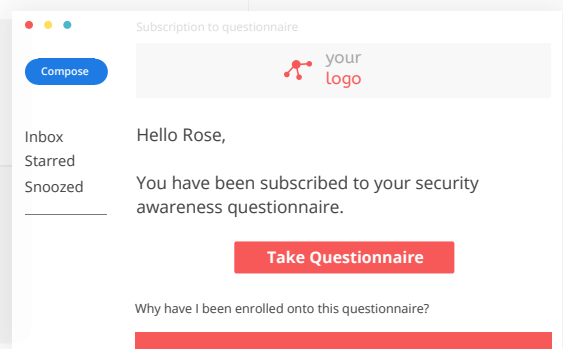 Subscription to questionnaire
your
logo
Compose
Inbox
Starred
Snoozed
Hello Rose,
You have been subscribed to your security
awareness questionnaire.
Take Questionnaire
Why have I been enrolled onto this questionnaire?